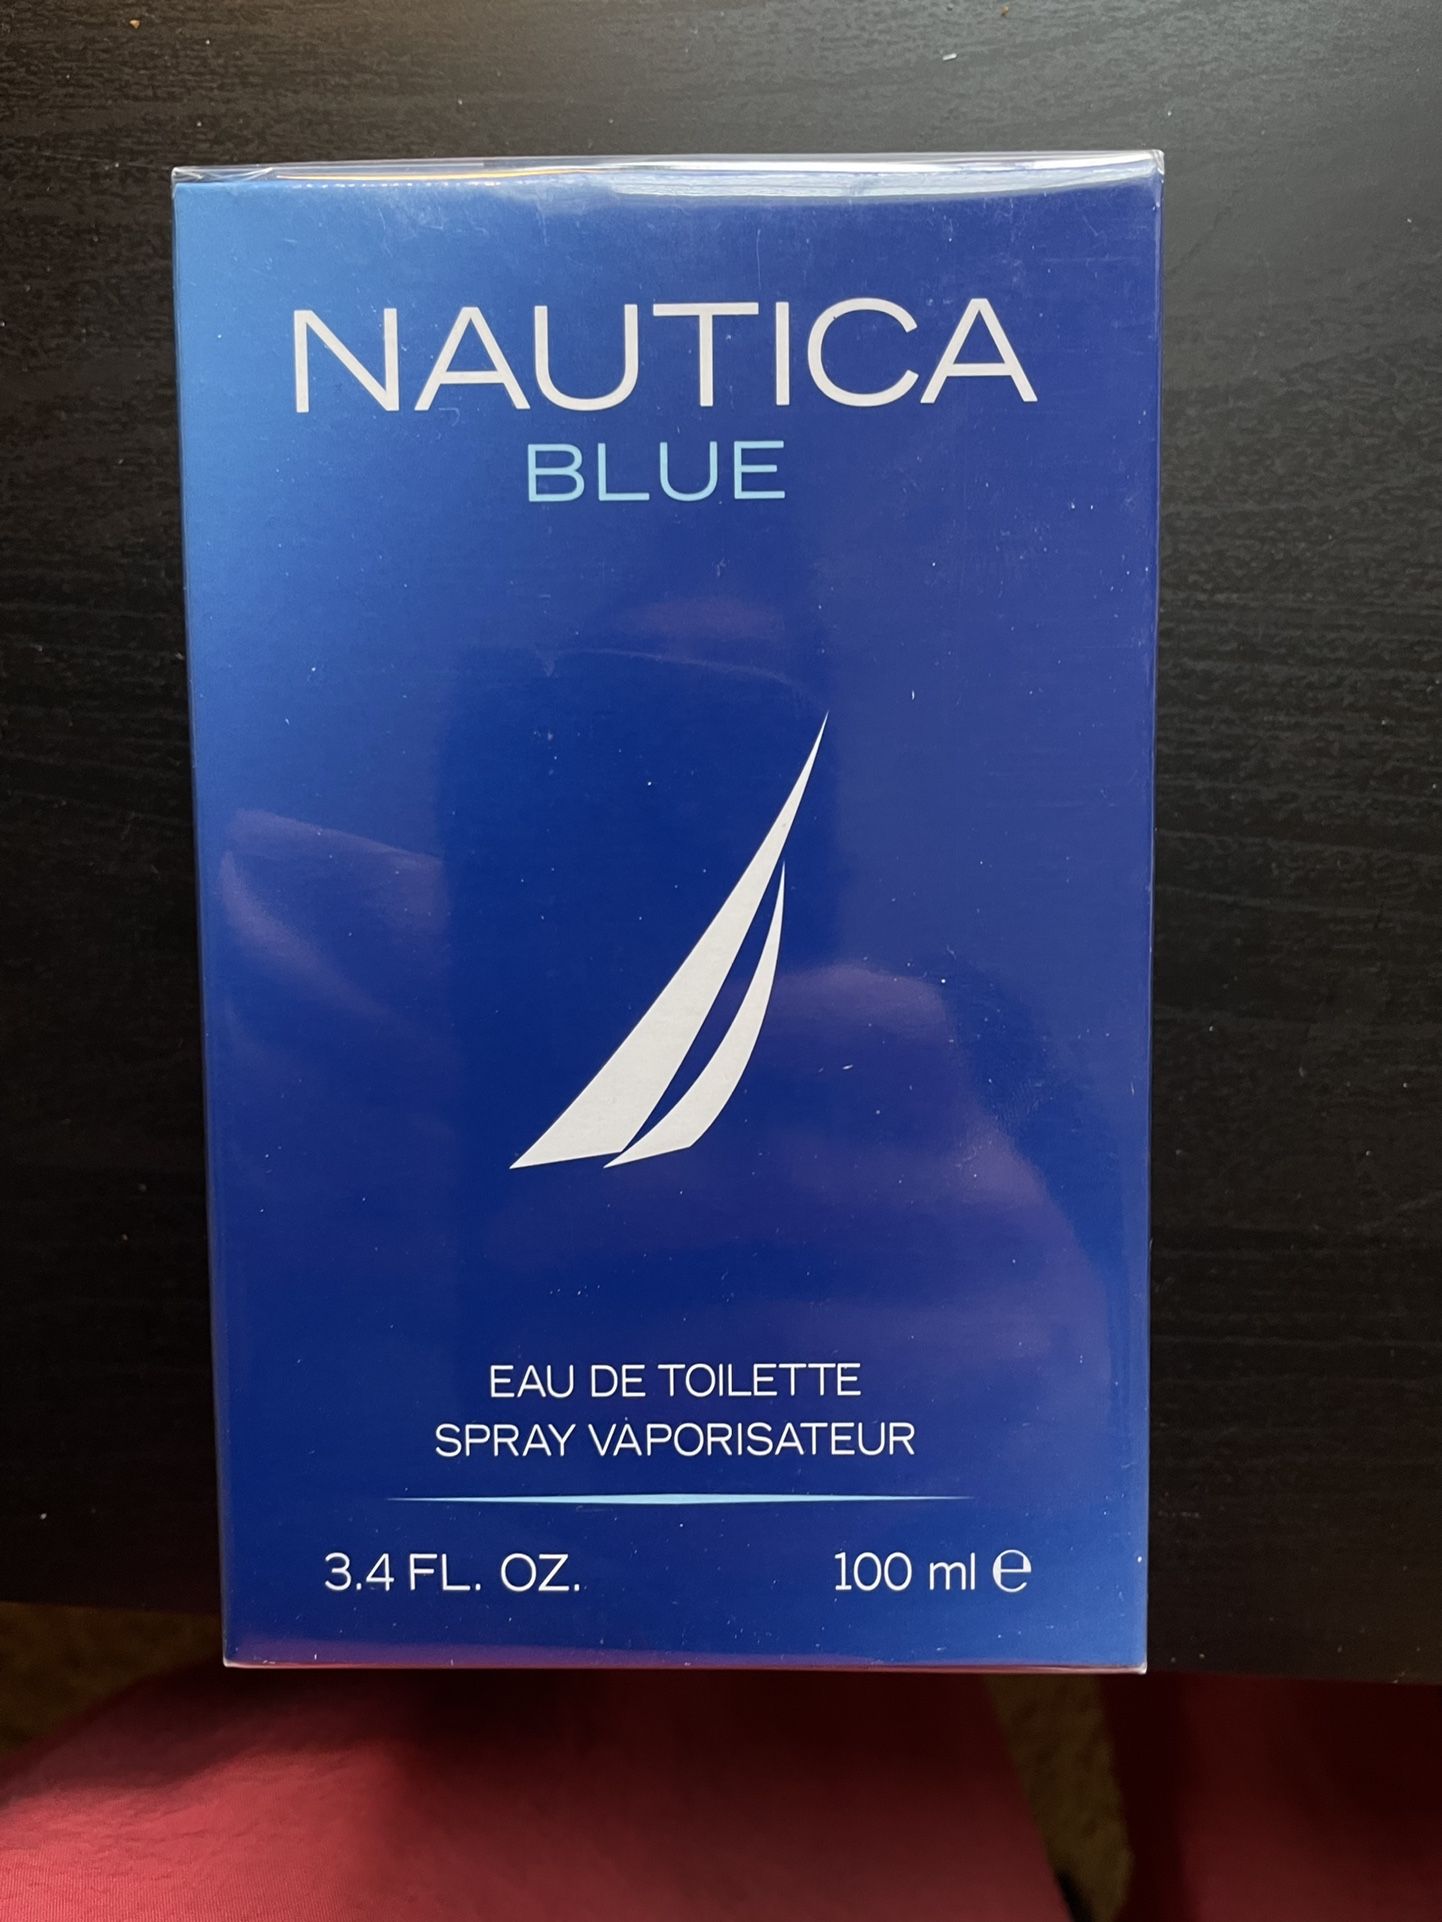 NAUTICA
BLUE
EAU DE TOILETTE
SPRAY VAPORISATEUR
3.4 FL. OZ. 100 ml ℮